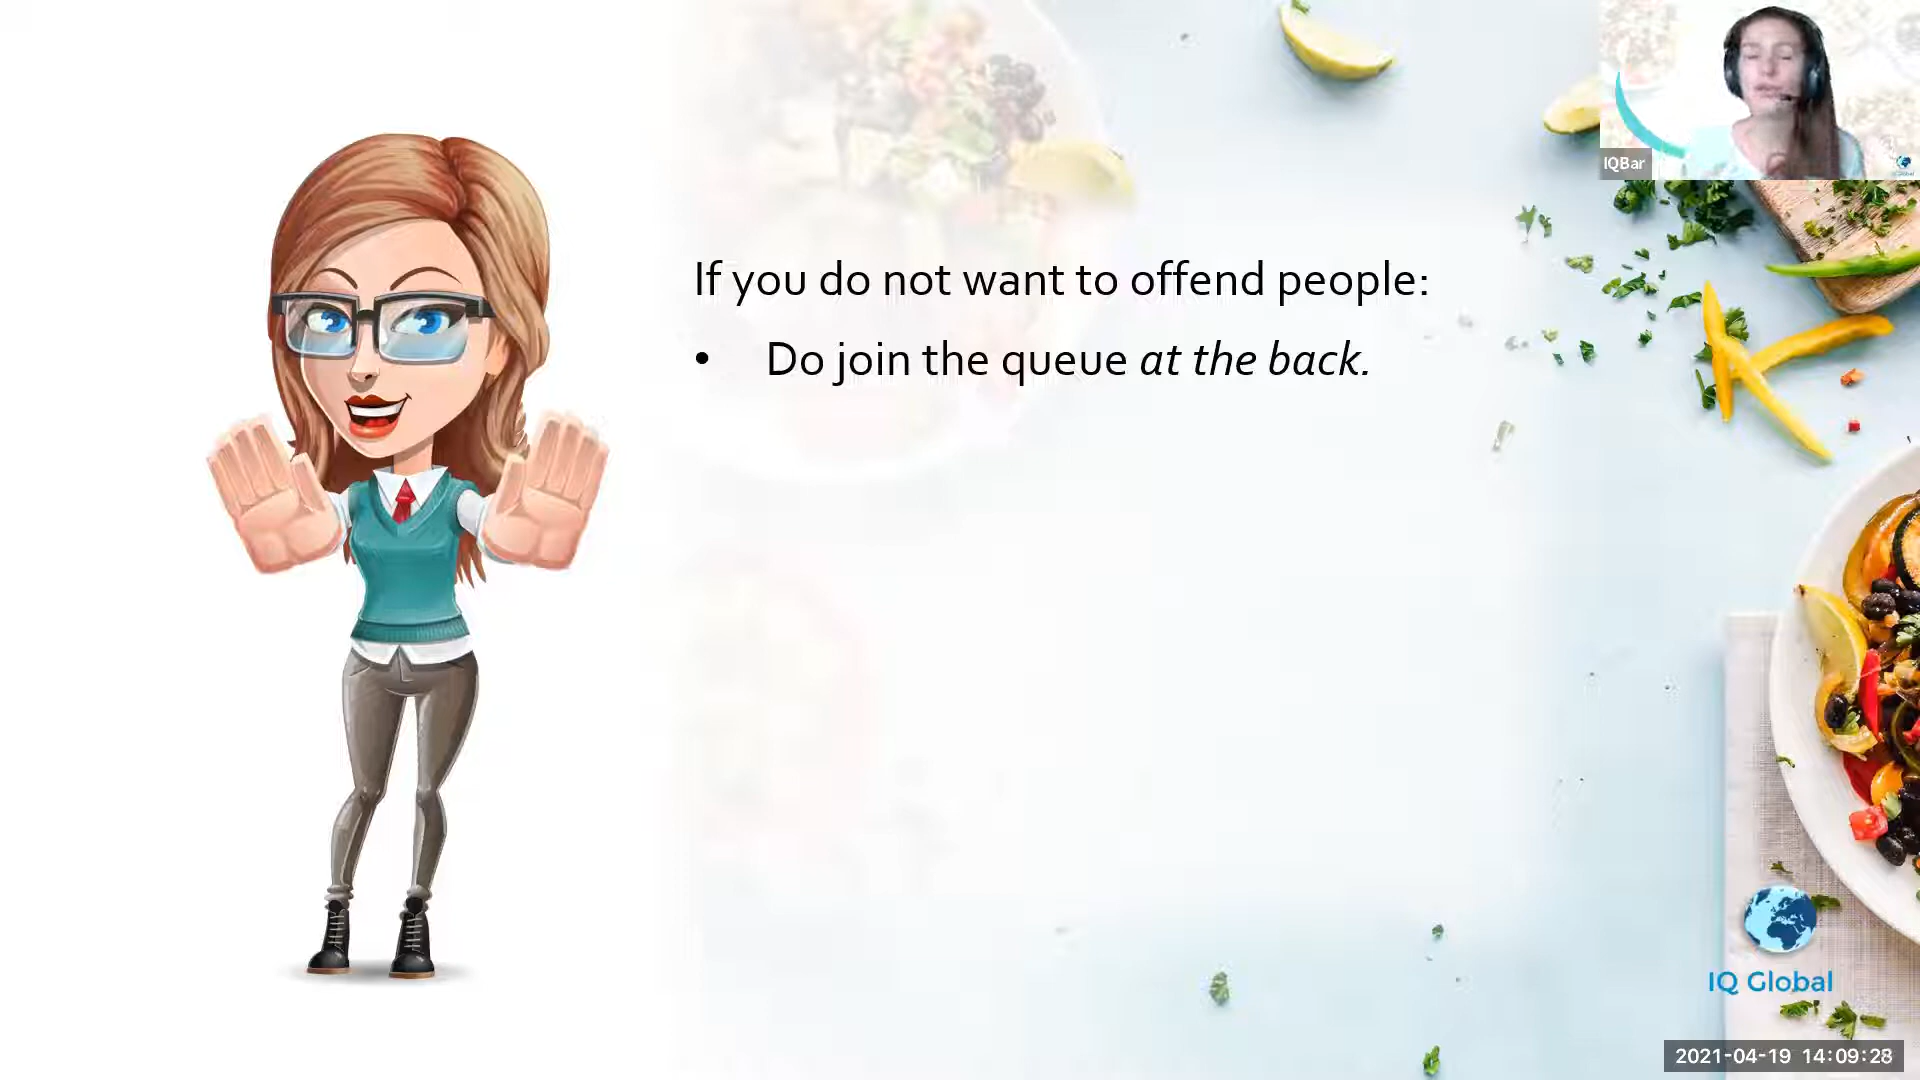 IQBar
If you do not want to offend people:
• Do join the queue at the back.
IQ Global
2021-04-19 14:09:28